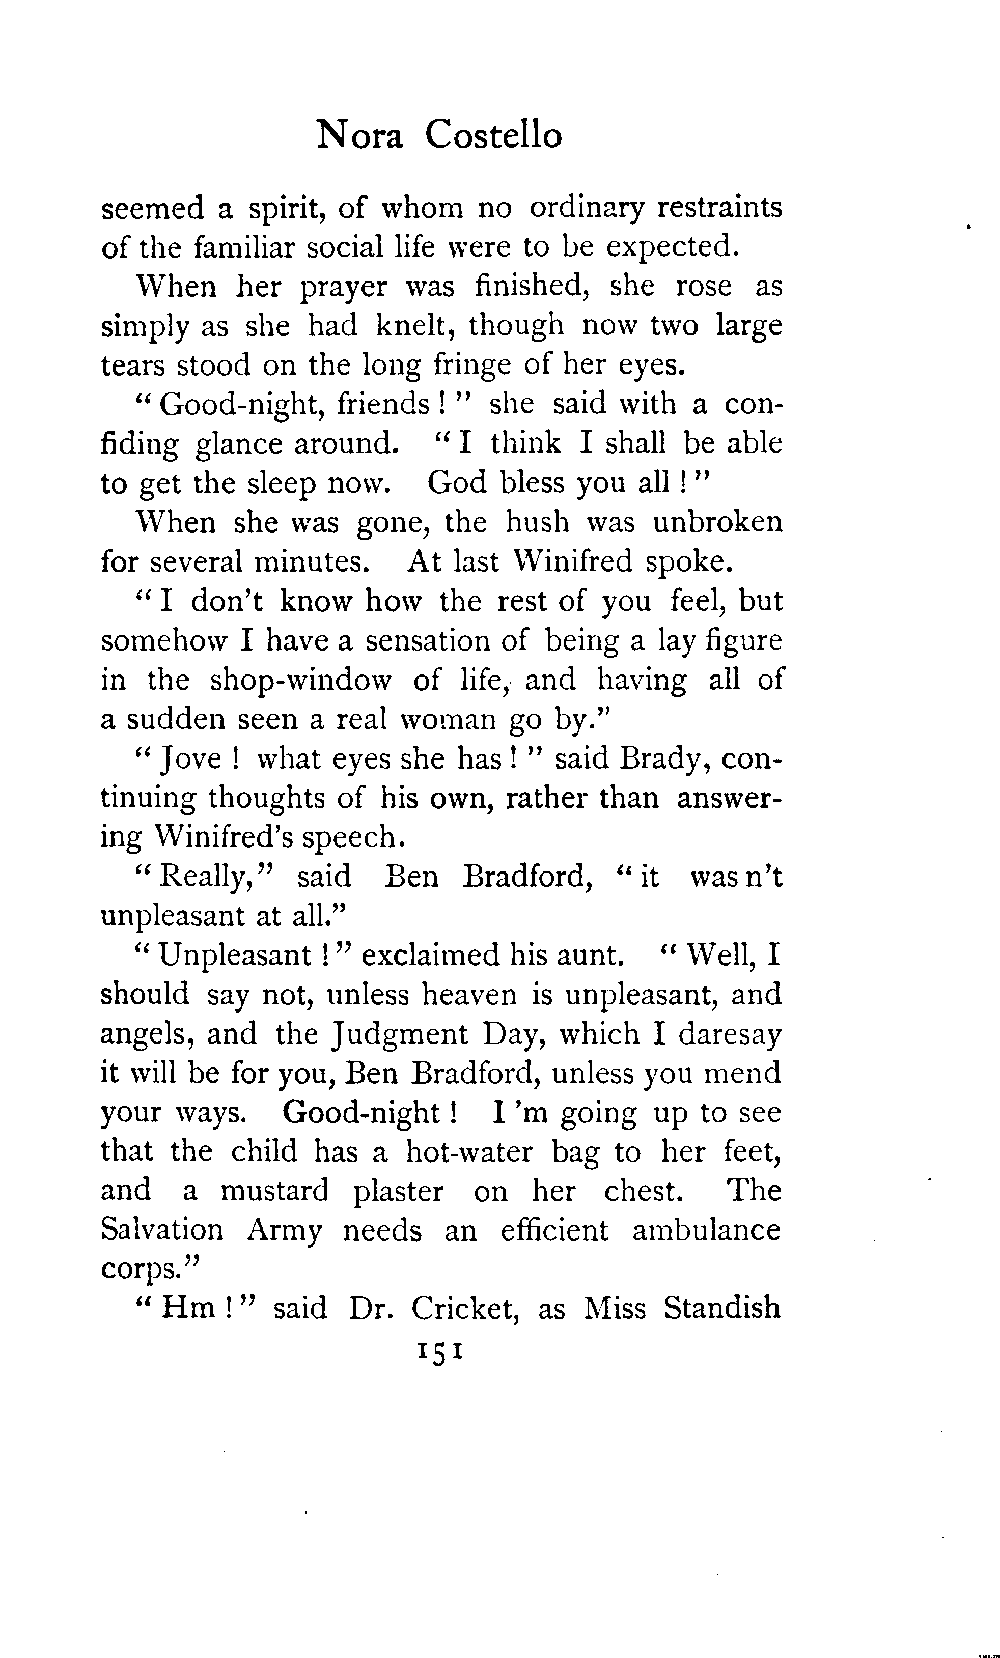 Nora Costello
seemed a spirit, of whom no ordinary restraints
of the familiar social life were to be expected.
When her prayer was finished, she rose as
simply as she had knelt, though now two large
tears stood on the long fringe of her eyes.
“ Good-night, friends ! ” she said with a con-
fiding glance around. “ I think I shall be able
to get the sleep now. God bless you all ! ”
When she was gone, the hush was unbroken
for several minutes. At last Winifred spoke.
“ I don't know how the rest of you feel, but
somehow I have a sensation of being a lay figure
in the shop-window of life, and having all of
a sudden seen a real woman go by.”
“ Jove ! what eyes she has ! ” said Brady, con-
tinuing thoughts of his own, rather than answer-
ing Winifred's speech.
“ Really,” said Ben Bradford, “ it was n't
unpleasant at all.”
“ Unpleasant ! ” exclaimed his aunt. “ Well, I
should say not, unless heaven is unpleasant, and
angels, and the Judgment Day, which I daresay
it will be for you, Ben Bradford, unless you mend
your ways. Good-night ! I 'm going up to see
that the child has a hot-water bag to her feet,
and a mustard plaster on her chest. The
Salvation Army needs an efficient ambulance
corps.”
“ Hm ! ” said Dr. Cricket, as Miss Standish
151